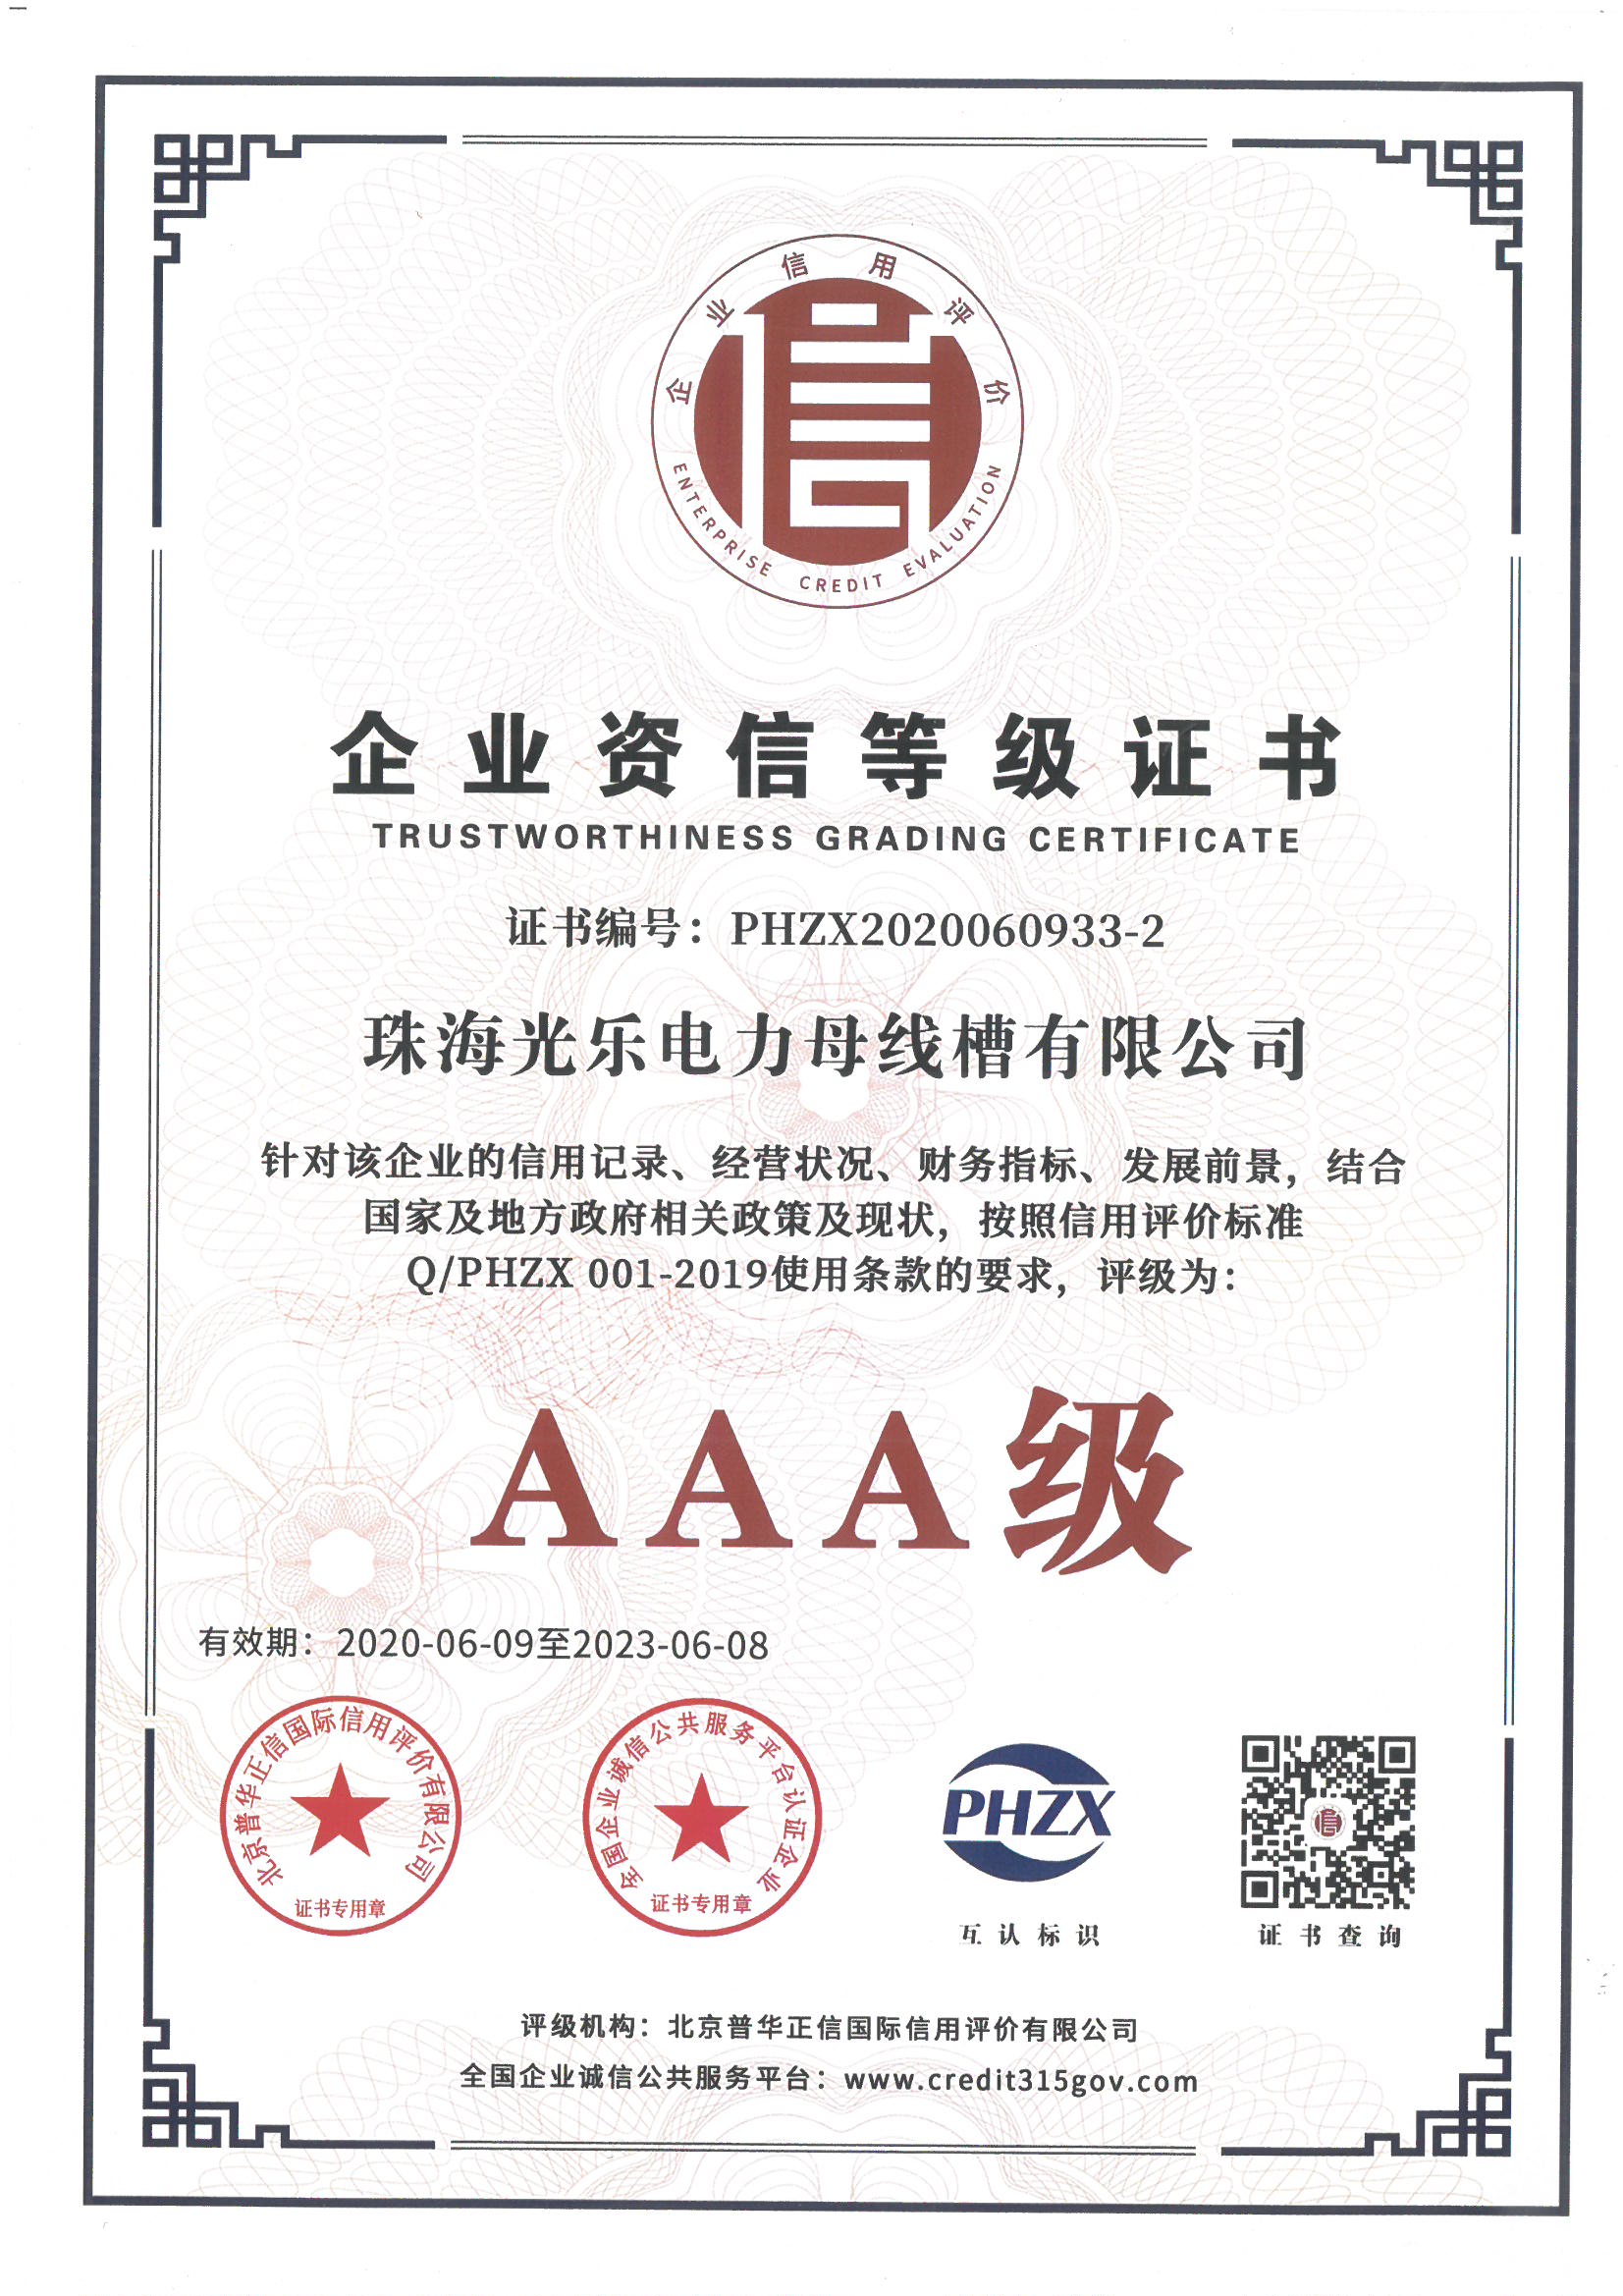 企业信用评价
信
ENTERPRISE CREDIT EVALUATION
企业资信等级证书
TRUSTWORTHINESS GRADING CERTIFICATE
证书编号：PHZX2020060933-2
珠海光乐电力母线槽有限公司
针对该企业的信用记录、经营状况、财务指标、发展前景，结合
国家及地方政府相关政策及现状，按照信用评价标准
Q/PHZX 001-2019使用条款的要求，评级为：
AAA级
有效期：2020-06-09至2023-06-08
北京普华正信国际信用评价有限公司
证书专用章
全国企业诚信公共服务平台认证企业
证书专用章
PHZX
互认标识
信
证书查询
评级机构：北京普华正信国际信用评价有限公司
全国企业诚信公共服务平台：www.credit315gov.com